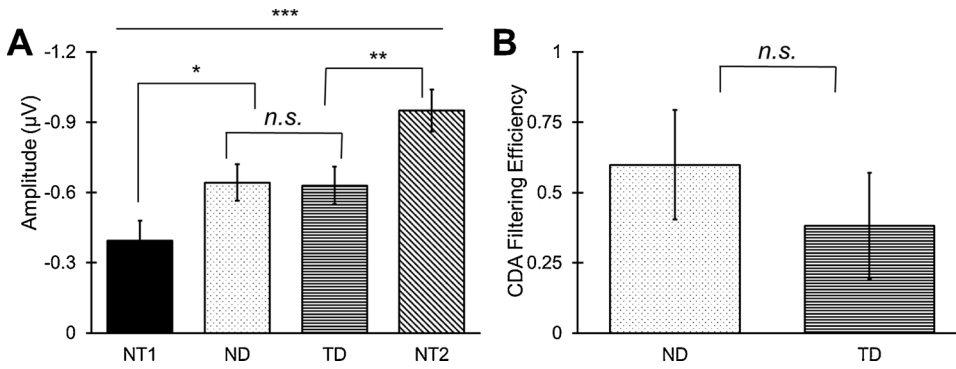 A
Amplitude (µV)
-1.2
-0.9
-0.6
-0.3
0
***
*
n.s.
**
NT1 ND TD NT2
B
CDA Filtering Efficiency
1
0.75
0.5
0.25
0
n.s.
ND TD